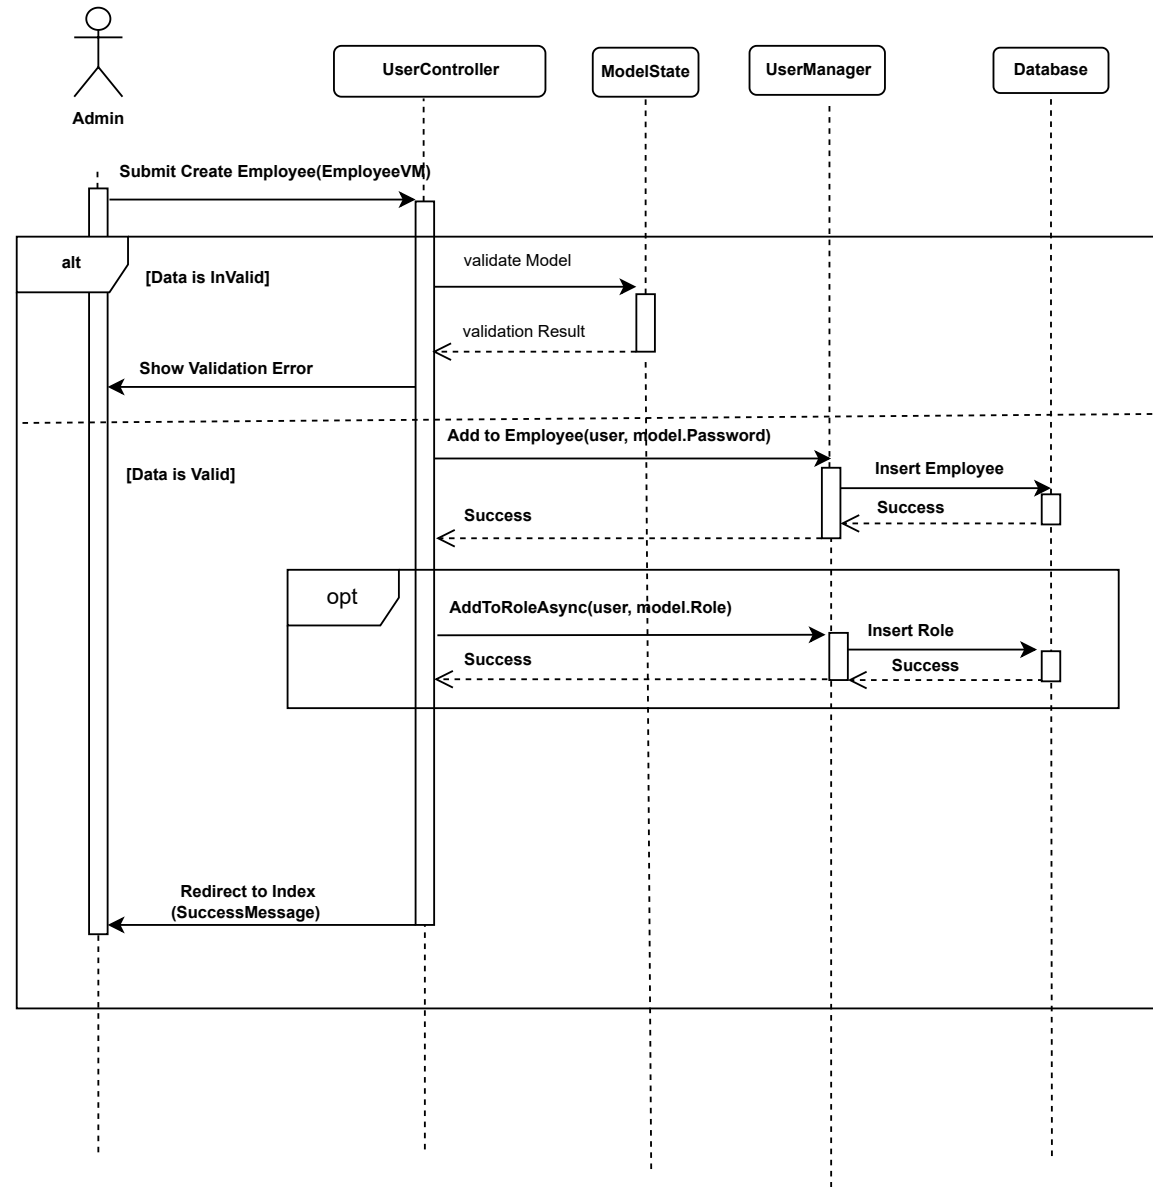 Admin
UserController
ModelState
UserManager
Database
Submit Create Employee(EmployeeVM)
alt
[Data is InValid]
validate Model
validation Result
Show Validation Error
Add to Employee(user, model.Password)
[Data is Valid]
Insert Employee
Success
Success
opt
AddToRoleAsync(user, model.Role)
Insert Role
Success
Success
Redirect to Index
(SuccessMessage)